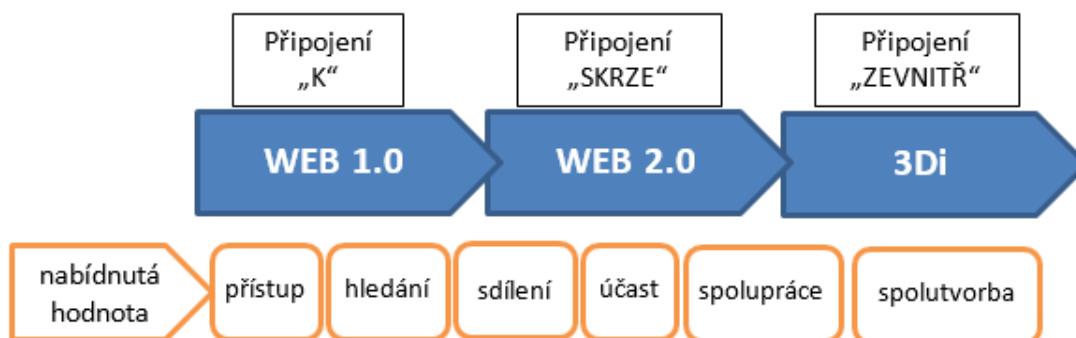 Připojení
„K“
Připojení
„SKRZE“
Připojení
„ZEVNITŘ“
WEB 1.0
WEB 2.0
3Di
nabídnutá
hodnota
přístup
hledání
sdílení
účast
spolupráce
spolutvorba